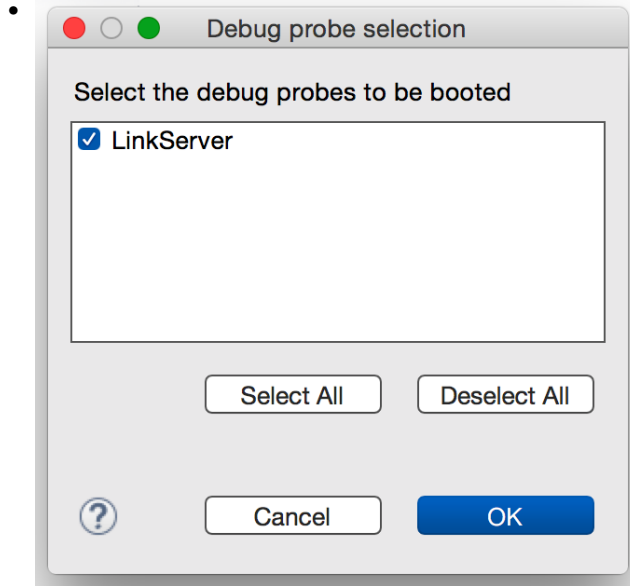 Debug probe selection
Select the debug probes to be booted
LinkServer
Select All Deselect All
? Cancel OK